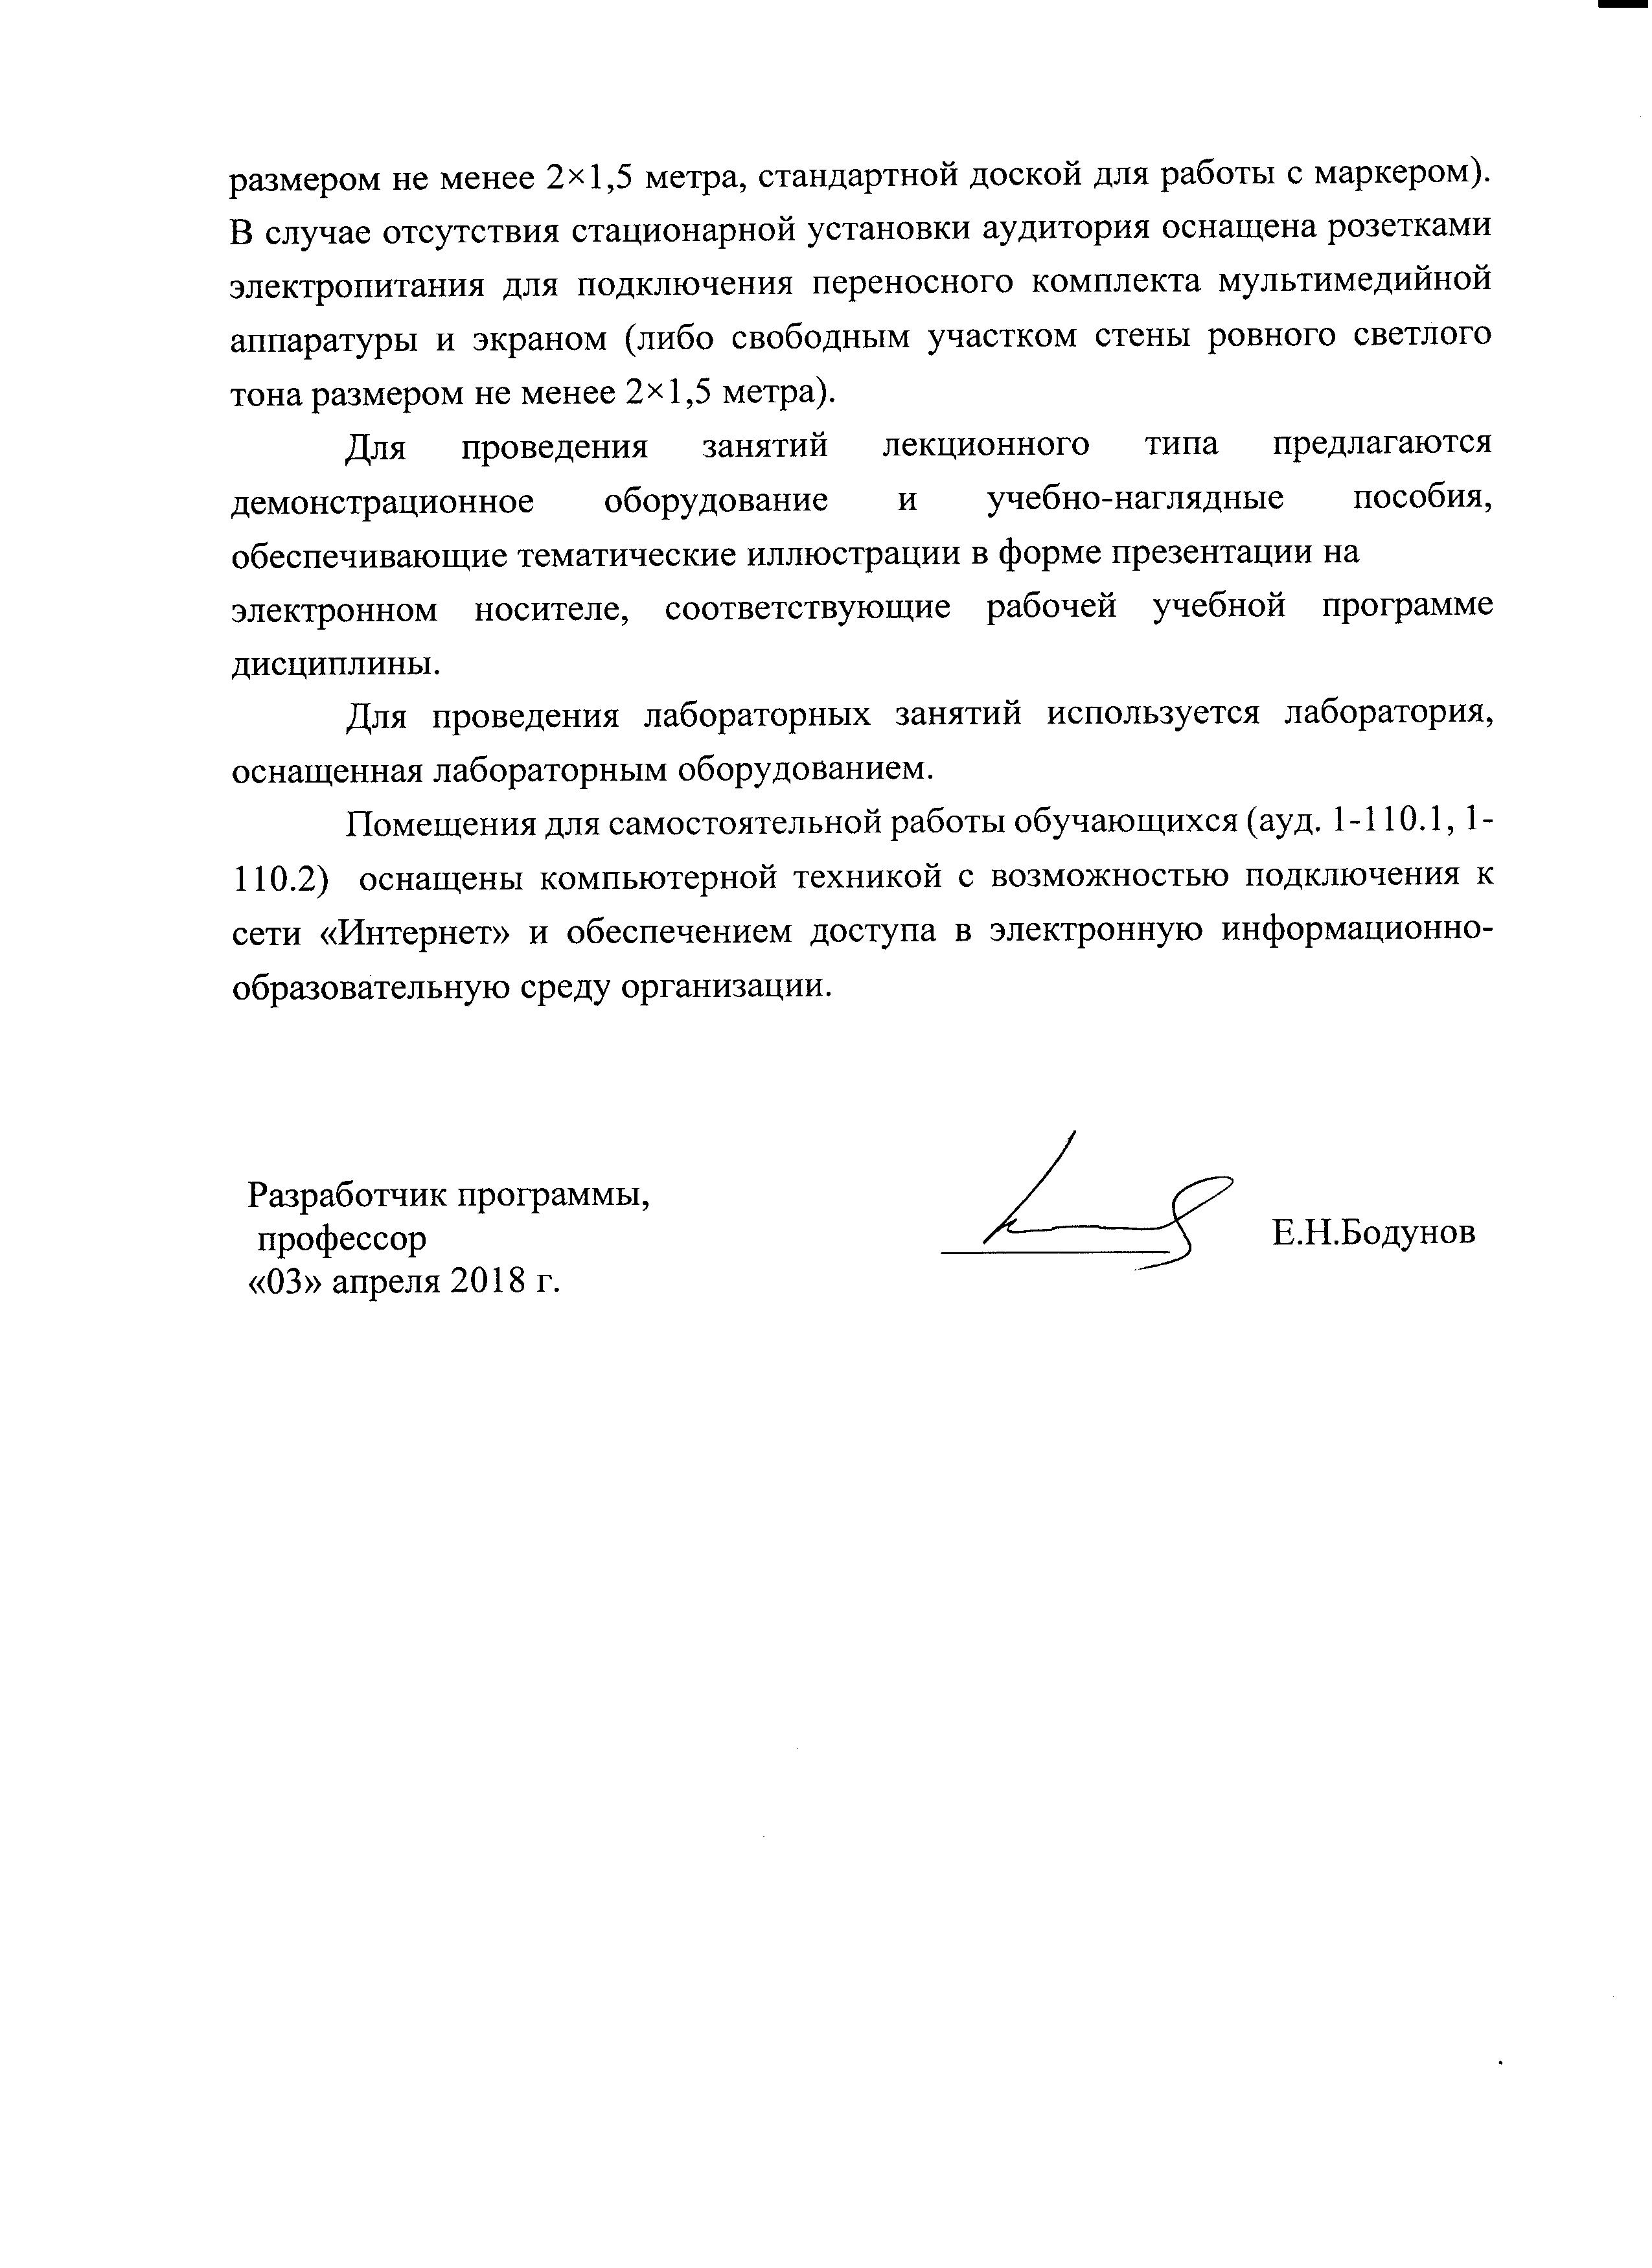 размером не менее 2×1,5 метра, стандартной доской для работы с маркером).
В случае отсутствия стационарной установки аудитория оснащена розетками
электропитания для подключения переносного комплекта мультимедийной
аппаратуры и экраном (либо свободным участком стены ровного светлого
тона размером не менее 2×1,5 метра).
Для проведения занятий лекционного типа предлагаются
демонстрационное оборудование и учебно-наглядные пособия,
обеспечивающие тематические иллюстрации в форме презентации на
электронном носителе, соответствующие рабочей учебной программе
дисциплины.
Для проведения лабораторных занятий используется лаборатория,
оснащенная лабораторным оборудованием.
Помещения для самостоятельной работы обучающихся (ауд. 1-110.1, 1-
110.2) оснащены компьютерной техникой с возможностью подключения к
сети «Интернет» и обеспечением доступа в электронную информационно-
образовательную среду организации.
Разработчик программы,
профессор
Е.Н.Бодунов
«03» апреля 2018 г.